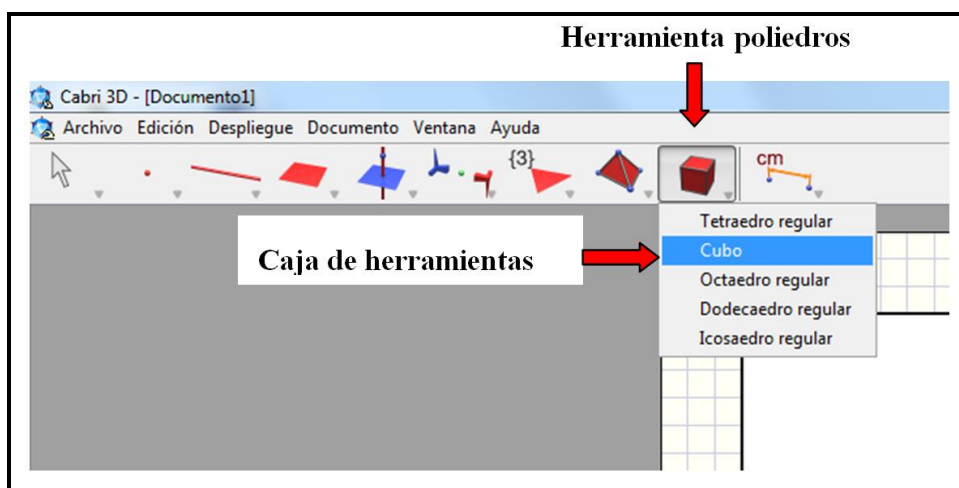 Herramienta poliedros
Cabri 3D - [Documento1]
Archivo Edición Despliegue Documento Ventana Ayuda
{3}
cm
Tetraedro regular
Cubo
Octaedro regular
Dodecaedro regular
Icosaedro regular
Caja de herramientas